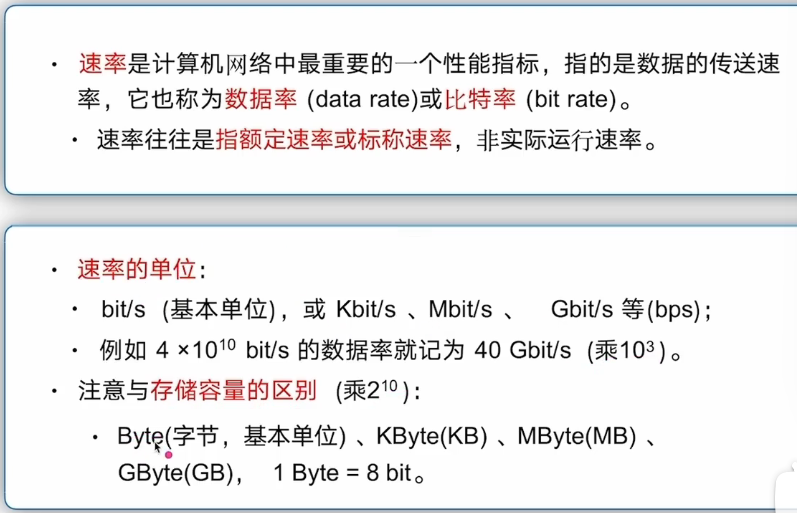 · 速率是计算机网络中最重要的一个性能指标，指的是数据的传送速
率，它也称为数据率 (data rate)或比特率 (bit rate)。
· 速率往往是指额定速率或标称速率，非实际运行速率。
· 速率的单位：
· bit/s (基本单位)，或 Kbit/s 、Mbit/s 、 Gbit/s 等(bps)；
· 例如 4 ×10¹⁰ bit/s 的数据率就记为 40 Gbit/s (乘10³)。
· 注意与存储容量的区别 (乘2¹⁰)：
· Byte(字节，基本单位) 、KByte(KB) 、MByte(MB) 、
GByte(GB)， 1 Byte = 8 bit。